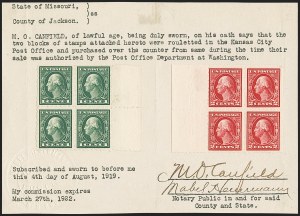 State of Missouri, )
)ss
County of Jackson. )
M. O. CANFIELD, of lawful age, being duly sworn, on his oath says that the
two blocks of stamps attached hereto were rouletted in the Kansas City
Post Office and purchased over the counter from same during the time their
sale was authorized by the Post Office Department at Washington.
Subscribed and sworn to before me
this 4th day of August, 1919.
My commission expires
March 27th, 1922.
M. O. Canfield
Mabel
Notary Public in and for said
County and State.